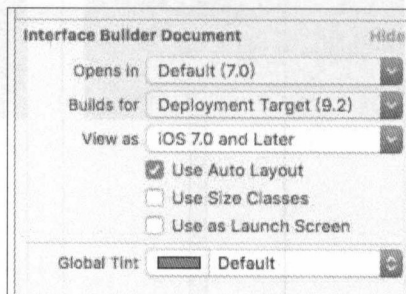 Interface Builder Document Hide
Opens in Default (7.0)
Builds for Deployment Target (9.2)
View as iOS 7.0 and Later
Use Auto Layout
Use Size Classes
Use as Launch Screen
Global Tint Default